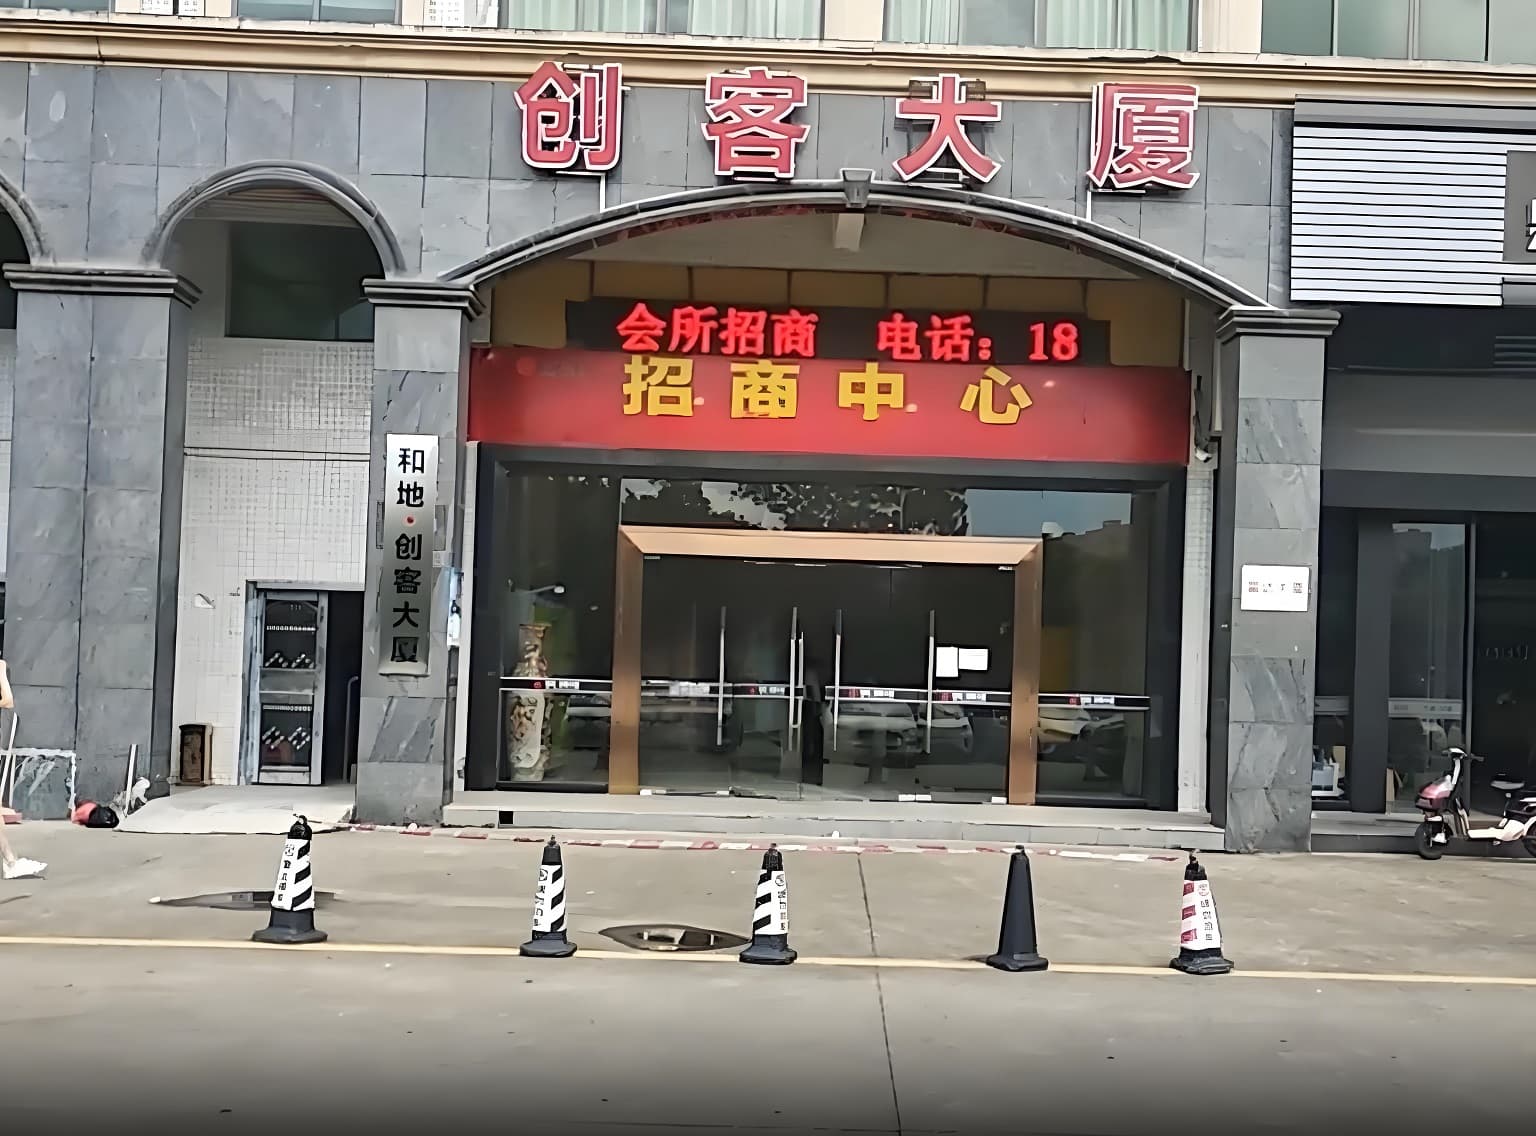 创客大厦
会所招商 电话：18
招商中心
和地·创客大厦